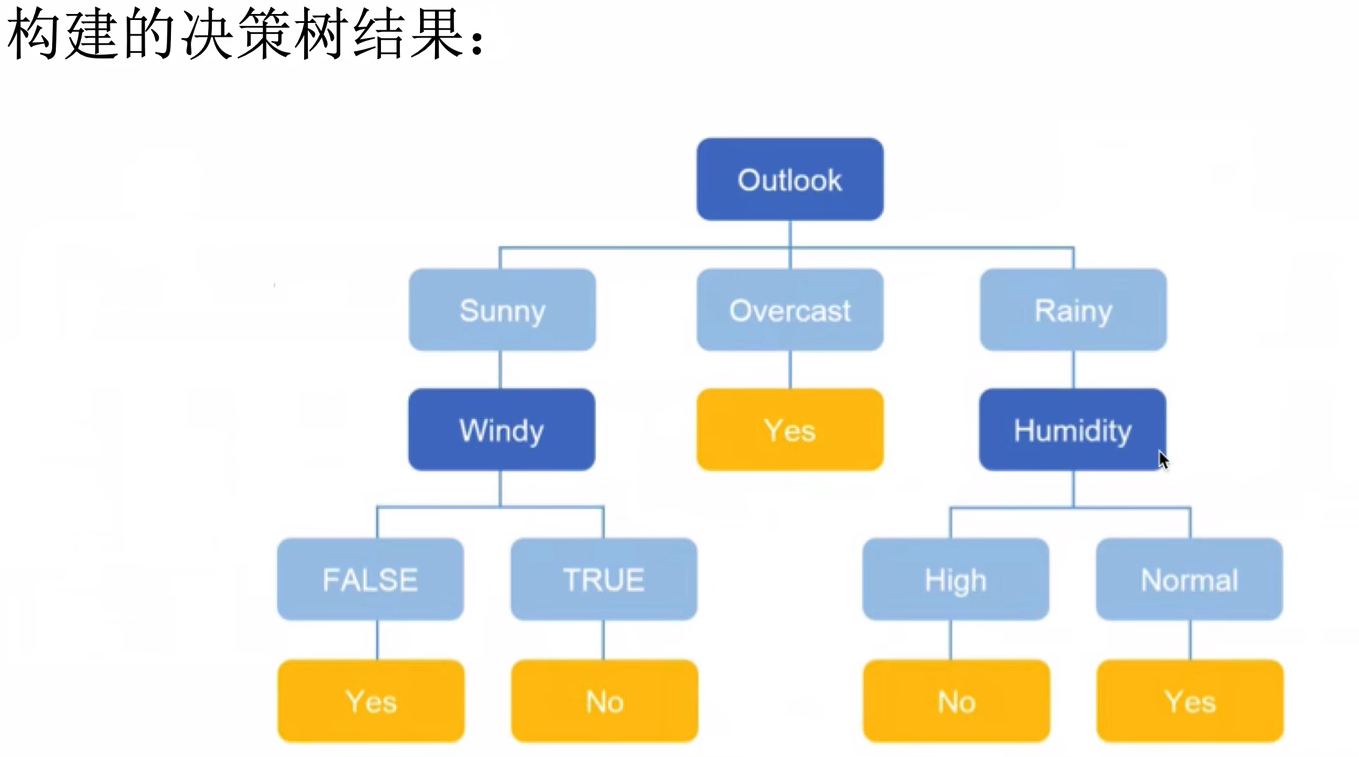 构建的决策树结果：
Outlook
Sunny
Overcast
Rainy
Windy
Yes
Humidity
FALSE
TRUE
High
Normal
Yes
No
No
Yes